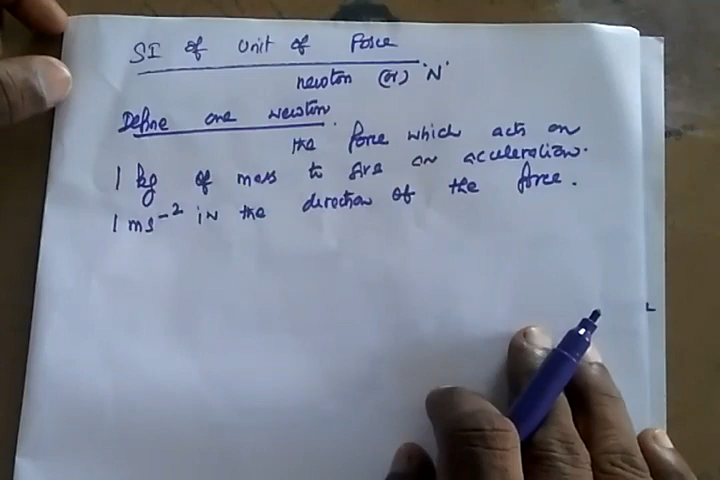 SI of Unit of Force
newton (or) 'N'
Define one Newton.
the force which acts on
1 kg of mass to give an acceleration.
1 ms⁻² in the direction of the force.